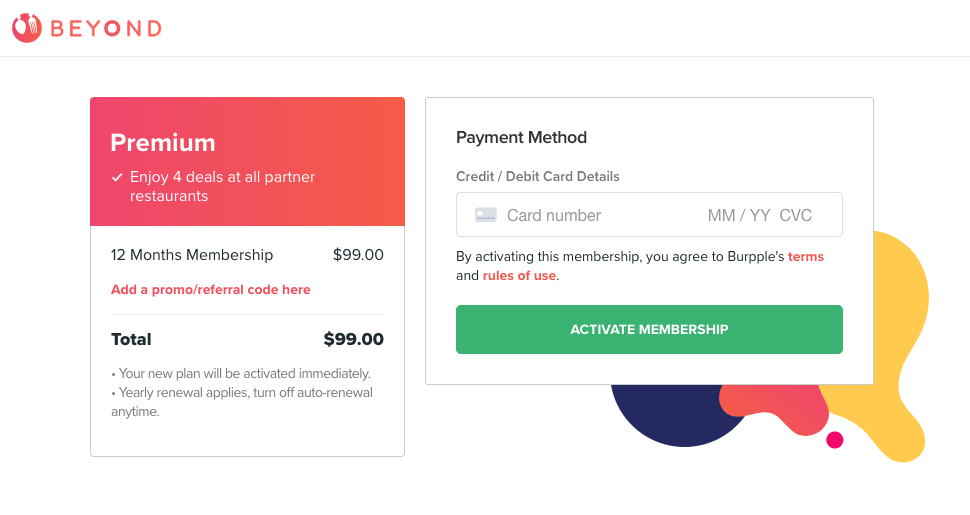 BEYOND
Premium
Enjoy 4 deals at all partner
restaurants
12 Months Membership $99.00
Add a promo/referral code here
Total $99.00
• Your new plan will be activated immediately.
• Yearly renewal applies, turn off auto-renewal
anytime.
Payment Method
Credit / Debit Card Details
Card number MM / YY CVC
By activating this membership, you agree to Burpple's terms
and rules of use.
ACTIVATE MEMBERSHIP